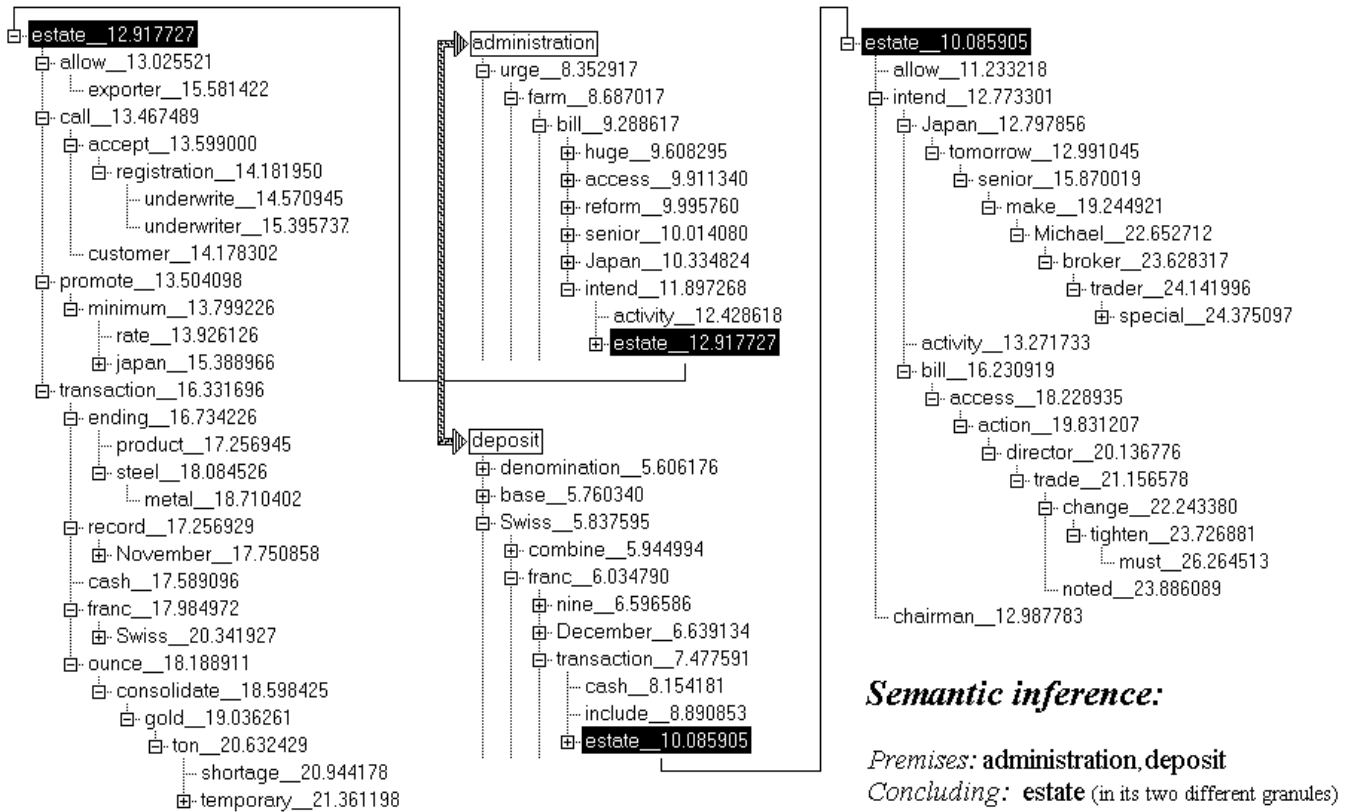 estate__12.917727
allow__13.025521
exporter__15.581422
call__13.467489
accept__13.599000
registration__14.181950
underwrite__14.570945
underwriter__15.395737
customer__14.178302
promote__13.504098
minimum__13.799226
rate__13.926126
japan__15.388966
transaction__16.331696
ending__16.734226
product__17.256945
steel__18.084526
metal__18.710402
record__17.256929
November__17.750858
cash__17.589096
franc__17.984972
Swiss__20.341927
ounce__18.188911
consolidate__18.598425
gold__19.036261
ton__20.632429
shortage__20.944178
temporary__21.361198
administration
urge__8.352917
farm__8.687017
bill__9.288617
huge__9.608295
access__9.911340
reform__9.995760
senior__10.014080
Japan__10.334824
intend__11.897268
activity__12.428618
estate__12.917727
deposit
denomination__5.606176
base__5.760340
Swiss__5.837595
combine__5.944994
franc__6.034790
nine__6.596586
December__6.639134
transaction__7.477591
cash__8.154181
include__8.890853
estate__10.085905
estate__10.085905
allow__11.233218
intend__12.773301
Japan__12.797856
tomorrow__12.991045
senior__15.870019
make__19.244921
Michael__22.652712
broker__23.628317
trader__24.141996
special__24.375097
activity__13.271733
bill__16.230919
access__18.228935
action__19.831207
director__20.136776
trade__21.156578
change__22.243380
tighten__23.726881
must__26.264513
noted__23.886089
chairman__12.987783
Semantic inference:
Premises: administration, deposit
Concluding: estate (in its two different granules)